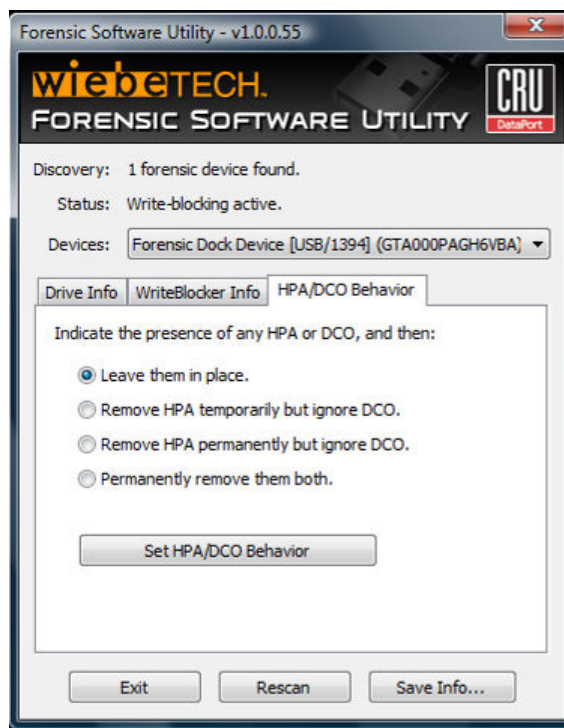 Forensic Software Utility - v1.0.0.55
wiebeTECH.
CRU
FORENSIC SOFTWARE UTILITY
DataPort
Discovery: 1 forensic device found.
Status: Write-blocking active.
Devices: Forensic Dock Device [USB/1394] (GTA000PAGH6VBA)
Drive Info WriteBlocker Info HPA/DCO Behavior
Indicate the presence of any HPA or DCO, and then:
Leave them in place.
Remove HPA temporarily but ignore DCO.
Remove HPA permanently but ignore DCO.
Permanently remove them both.
Set HPA/DCO Behavior
Exit Rescan Save Info...